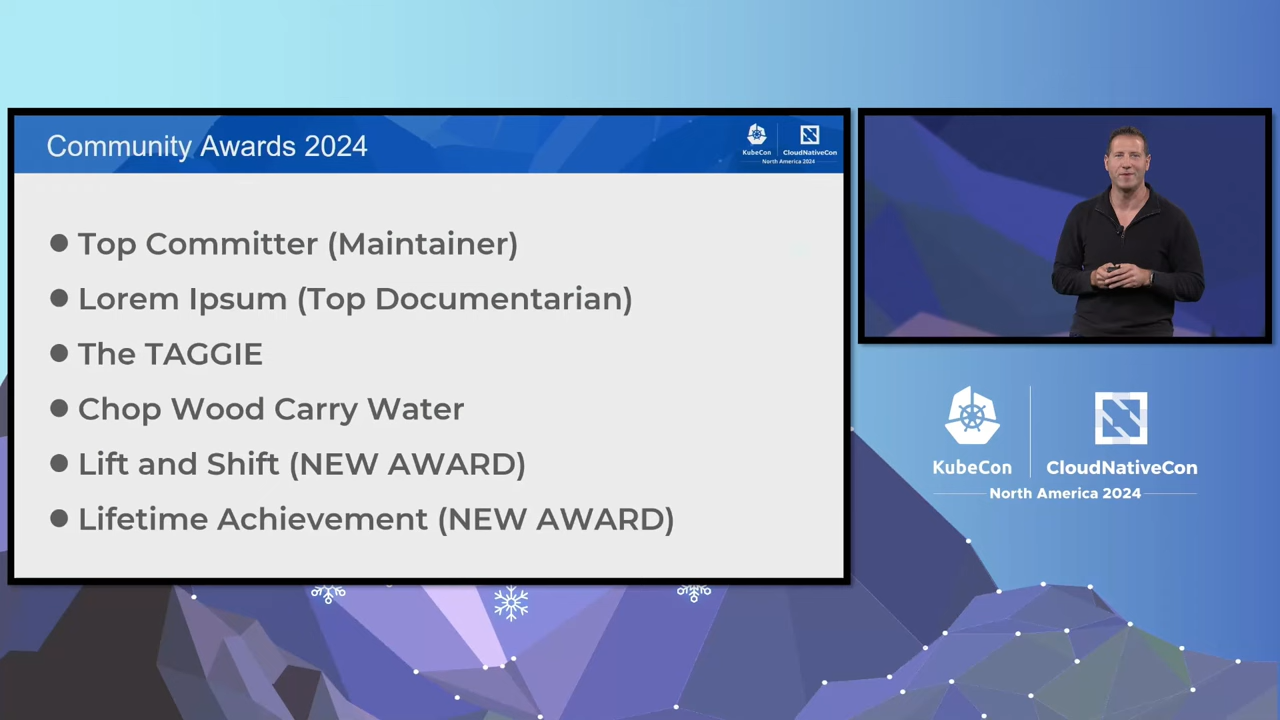 Community Awards 2024
KubeCon
CloudNativeCon
North America 2024
● Top Committer (Maintainer)
● Lorem Ipsum (Top Documentarian)
● The TAGGIE
● Chop Wood Carry Water
● Lift and Shift (NEW AWARD)
● Lifetime Achievement (NEW AWARD)
KubeCon
CloudNativeCon
North America 2024